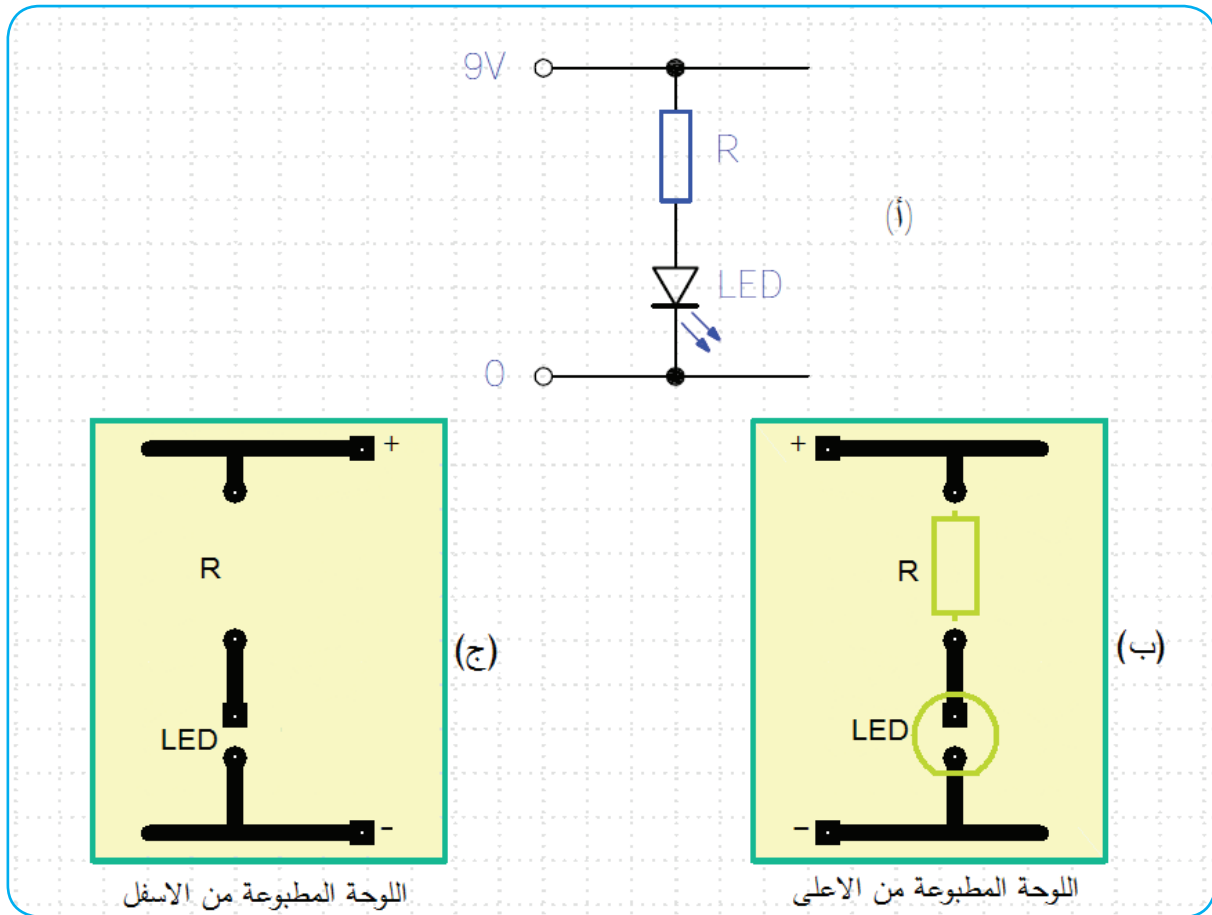 9V
R
(أ)
LED
0
+
R
(ج)
LED
-
اللوحة المطبوعة من الاسفل
+
R
(ب)
LED
-
اللوحة المطبوعة من الاعلى